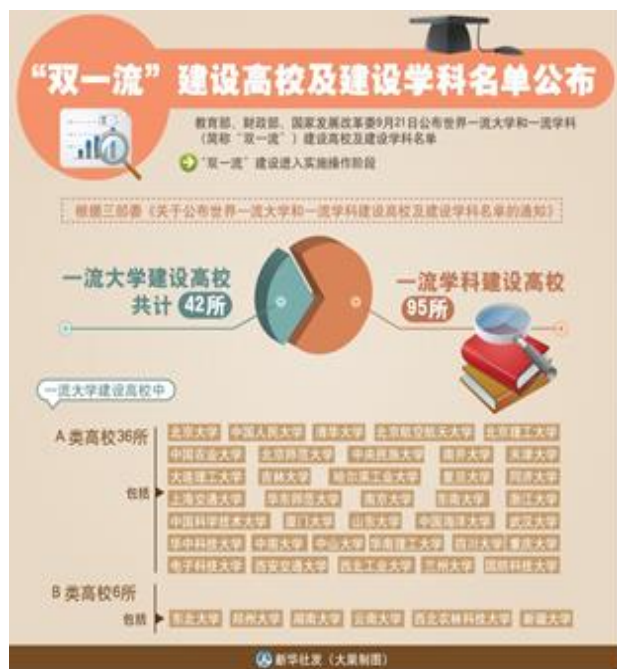 “双一流”建设高校及建设学科名单公布
教育部、财政部、国家发展改革委9月21日公布世界一流大学和一流学科
（简称“双一流”）建设高校及建设学科名单
“双一流”建设进入实施操作阶段
根据三部委《关于公布世界一流大学和一流学科建设高校及建设学科名单的通知》
一流大学建设高校
共计 42所
一流学科建设高校
95所
一流大学建设高校中
A 类高校36所
包括
北京大学 中国人民大学 清华大学 北京航空航天大学 北京理工大学
中国农业大学 北京师范大学 中央民族大学 南开大学 天津大学
大连理工大学 吉林大学 哈尔滨工业大学 复旦大学 同济大学
上海交通大学 华东师范大学 南京大学 东南大学 浙江大学
中国科学技术大学 厦门大学 山东大学 中国海洋大学 武汉大学
华中科技大学 中南大学 中山大学 华南理工大学 四川大学 重庆大学
电子科技大学 西安交通大学 西北工业大学 兰州大学 国防科技大学
B 类高校6所
包括
东北大学 郑州大学 湖南大学 云南大学 西北农林科技大学 新疆大学
新华社发（大巢制图）